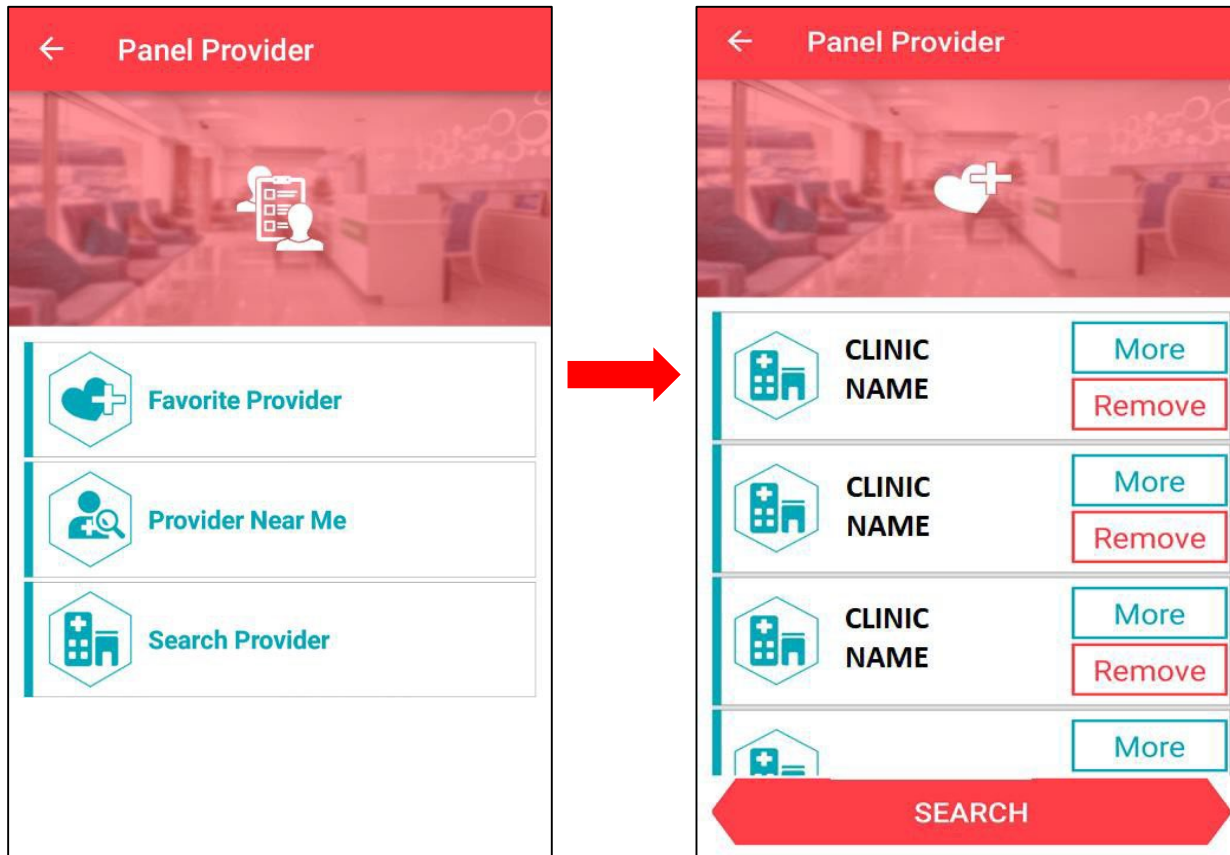 Panel Provider
Favorite Provider
Provider Near Me
Search Provider
Panel Provider
CLINIC
NAME
More
Remove
CLINIC
NAME
More
Remove
CLINIC
NAME
More
Remove
More
SEARCH